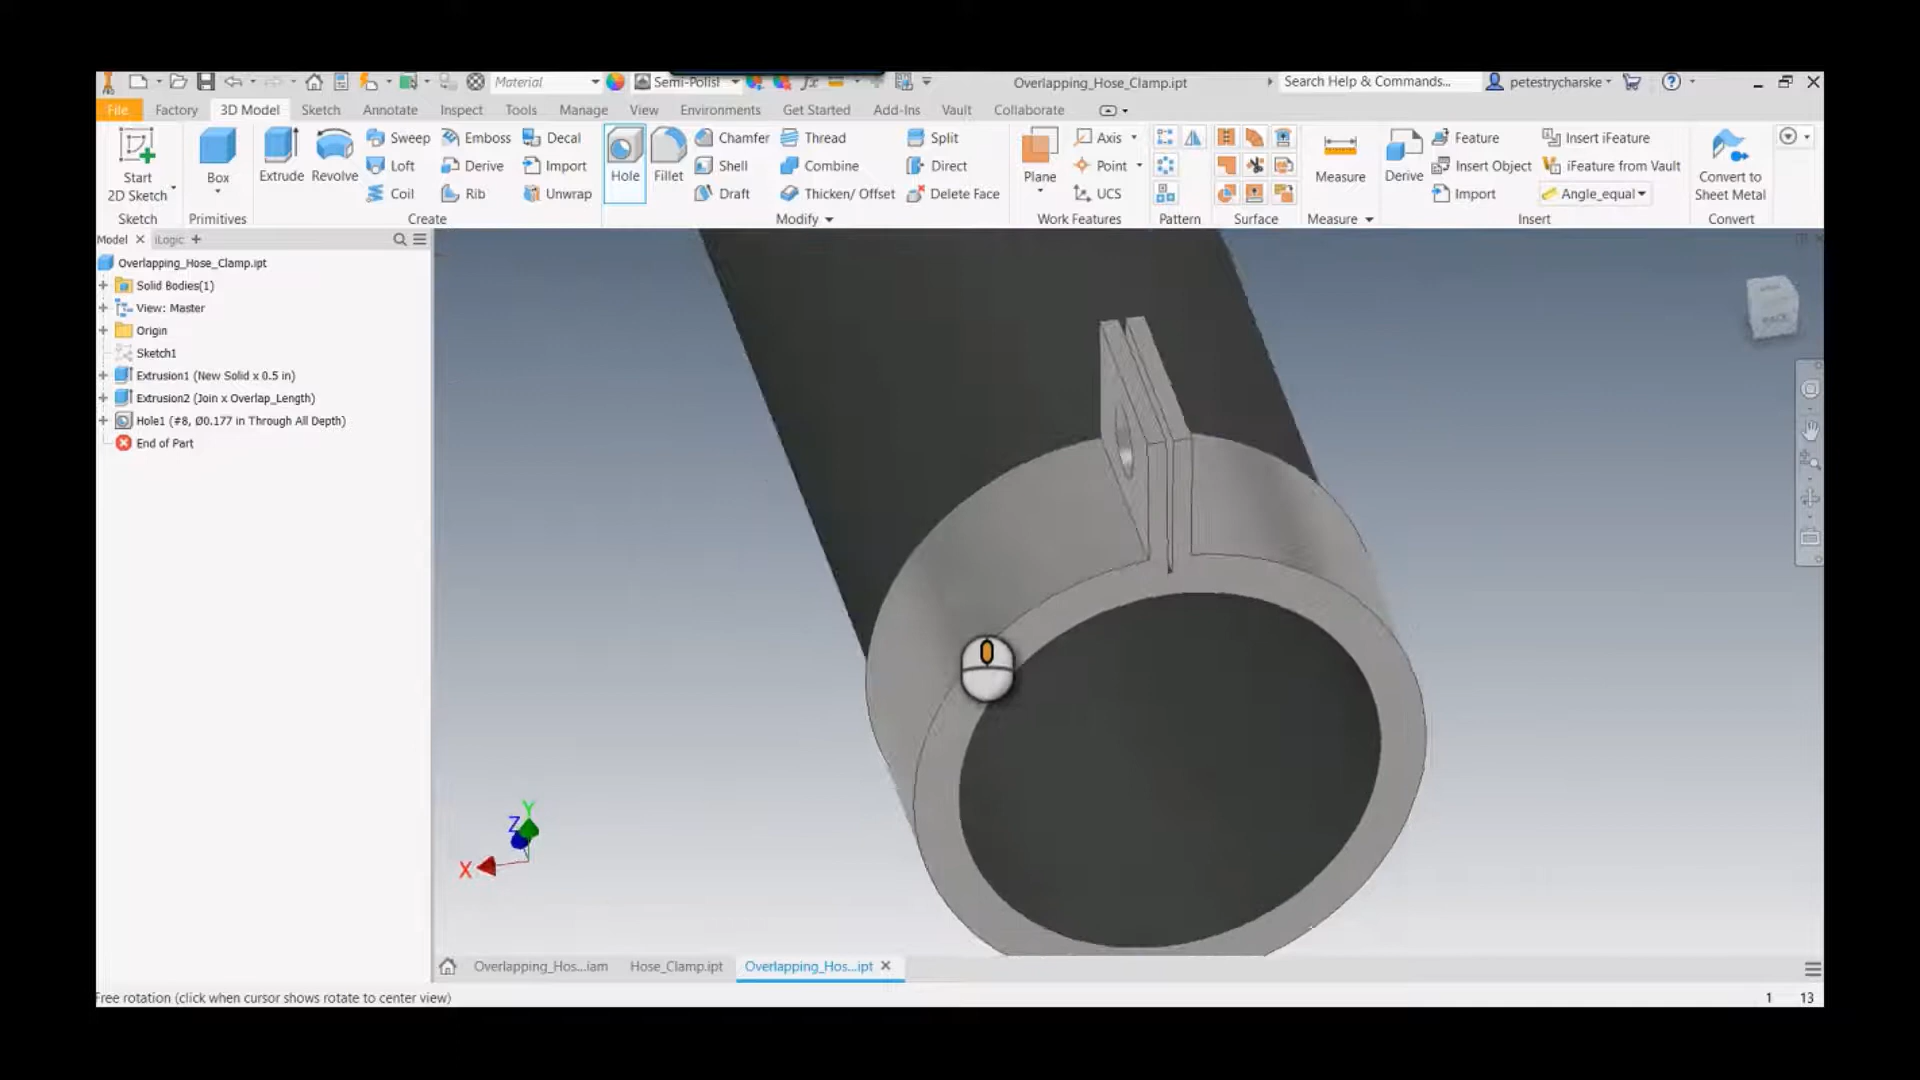 Material
Semi-Polisl
fx
Overlapping_Hose_Clamp.ipt
Search Help & Commands...
petestrycharske
File
Factory
3D Model
Sketch
Annotate
Inspect
Tools
Manage
View
Environments
Get Started
Add-Ins
Vault
Collaborate
Start
2D Sketch
Sketch
Box
Primitives
Extrude
Revolve
Sweep
Emboss
Decal
Loft
Derive
Import
Coil
Rib
Unwrap
Create
Hole
Fillet
Chamfer
Thread
Split
Shell
Combine
Direct
Draft
Thicken/ Offset
Delete Face
Modify
Plane
Axis
Point
UCS
Work Features
Pattern
Surface
Measure
Measure
Derive
Feature
Insert iFeature
Insert Object
iFeature from Vault
Import
Angle_equal
Insert
Convert to
Sheet Metal
Convert
Model
iLogic
Overlapping_Hose_Clamp.ipt
Solid Bodies(1)
View: Master
Origin
Sketch1
Extrusion1 (New Solid x 0.5 in)
Extrusion2 (Join x Overlap_Length)
Hole1 (#8, Ø0.177 in Through All Depth)
End of Part
BACK
Y
Z
X
Overlapping_Hos...iam
Hose_Clamp.ipt
Overlapping_Hos...ipt
Free rotation (click when cursor shows rotate to center view)
1
13